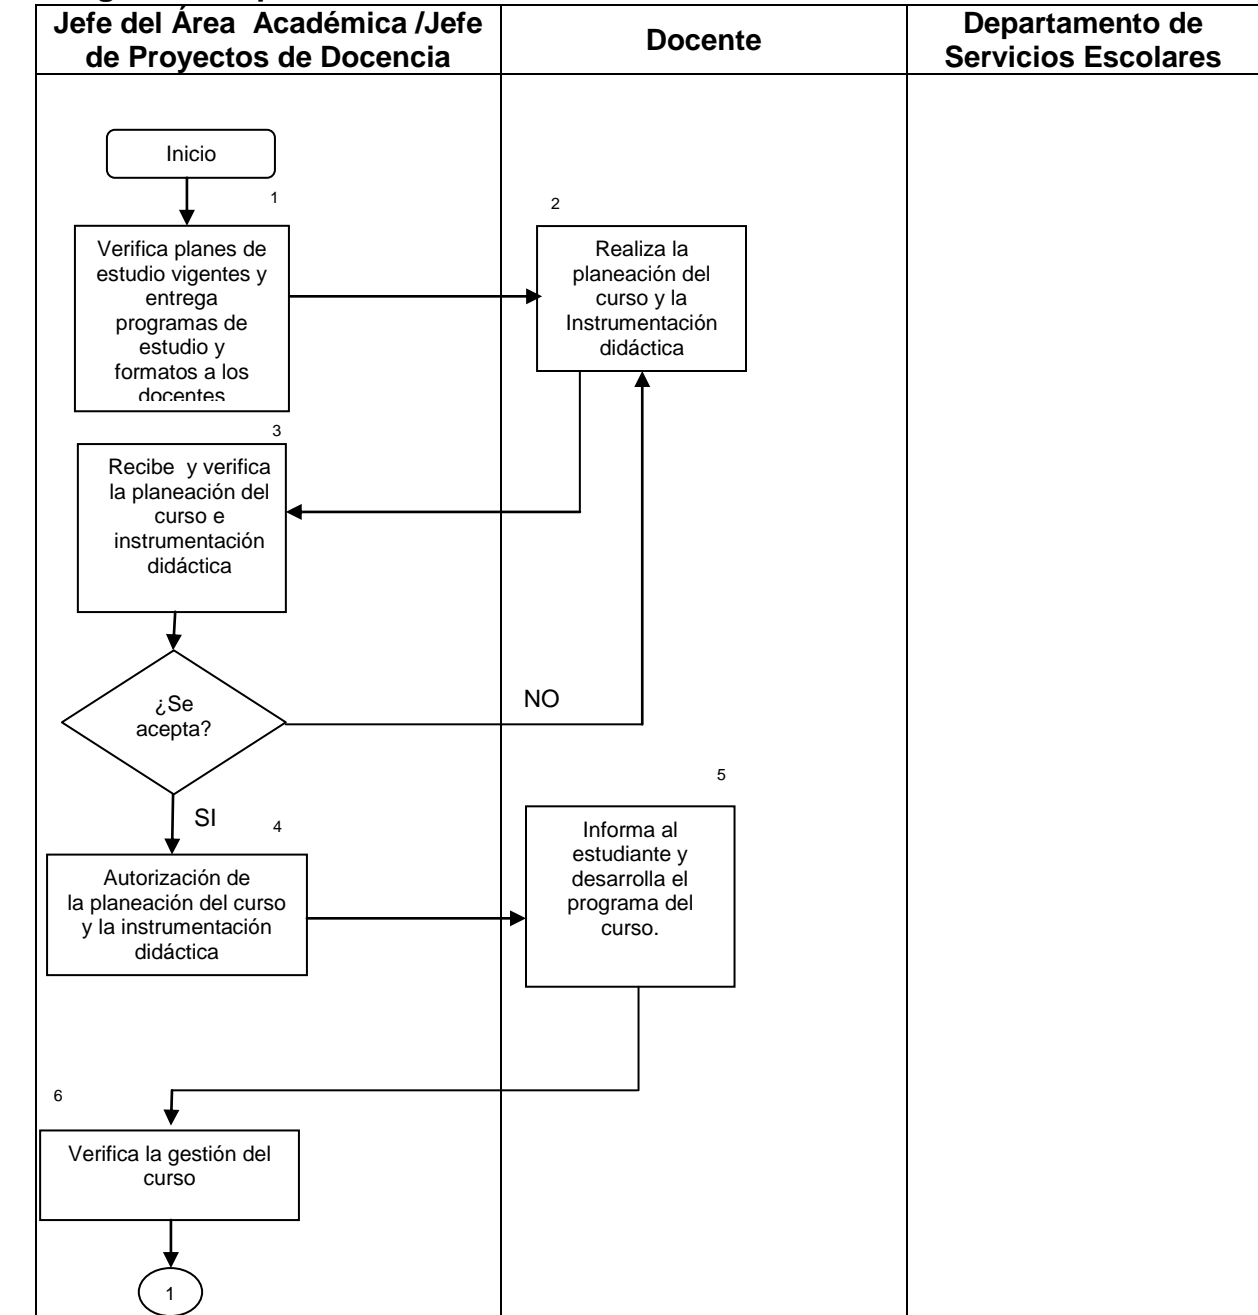 Jefe del Área Académica /Jefe
de Proyectos de Docencia
Docente
Departamento de
Servicios Escolares
Inicio
1
Verifica planes de
estudio vigentes y
entrega
programas de
estudio y
formatos a los
docentes
2
Realiza la
planeación del
curso y la
Instrumentación
didáctica
3
Recibe y verifica
la planeación del
curso e
instrumentación
didáctica
¿Se
acepta?
NO
SI
4
Autorización de
la planeación del curso
y la instrumentación
didáctica
5
Informa al
estudiante y
desarrolla el
programa del
curso.
6
Verifica la gestión del
curso
1